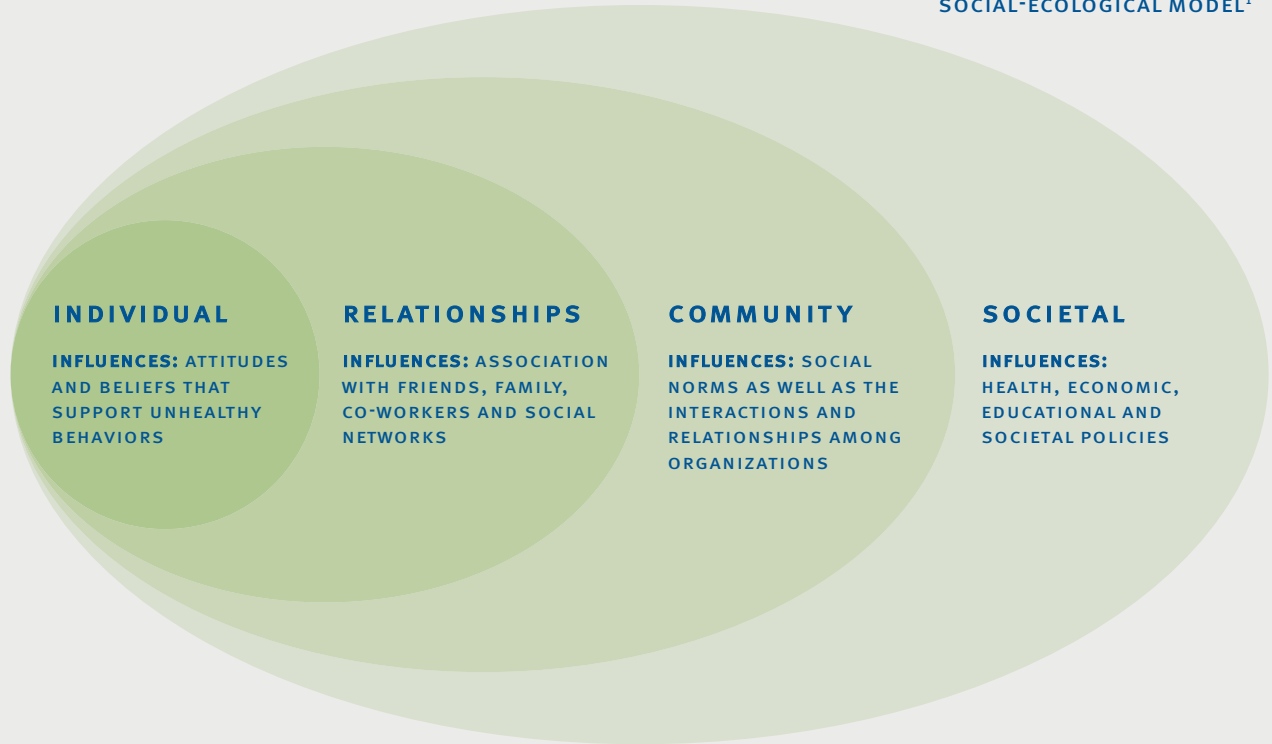 SOCIAL-ECOLOGICAL MODEL¹
INDIVIDUAL
INFLUENCES: ATTITUDES
AND BELIEFS THAT
SUPPORT UNHEALTHY
BEHAVIORS
RELATIONSHIPS
INFLUENCES: ASSOCIATION
WITH FRIENDS, FAMILY,
CO-WORKERS AND SOCIAL
NETWORKS
COMMUNITY
INFLUENCES: SOCIAL
NORMS AS WELL AS THE
INTERACTIONS AND
RELATIONSHIPS AMONG
ORGANIZATIONS
SOCIETAL
INFLUENCES:
HEALTH, ECONOMIC,
EDUCATIONAL AND
SOCIETAL POLICIES